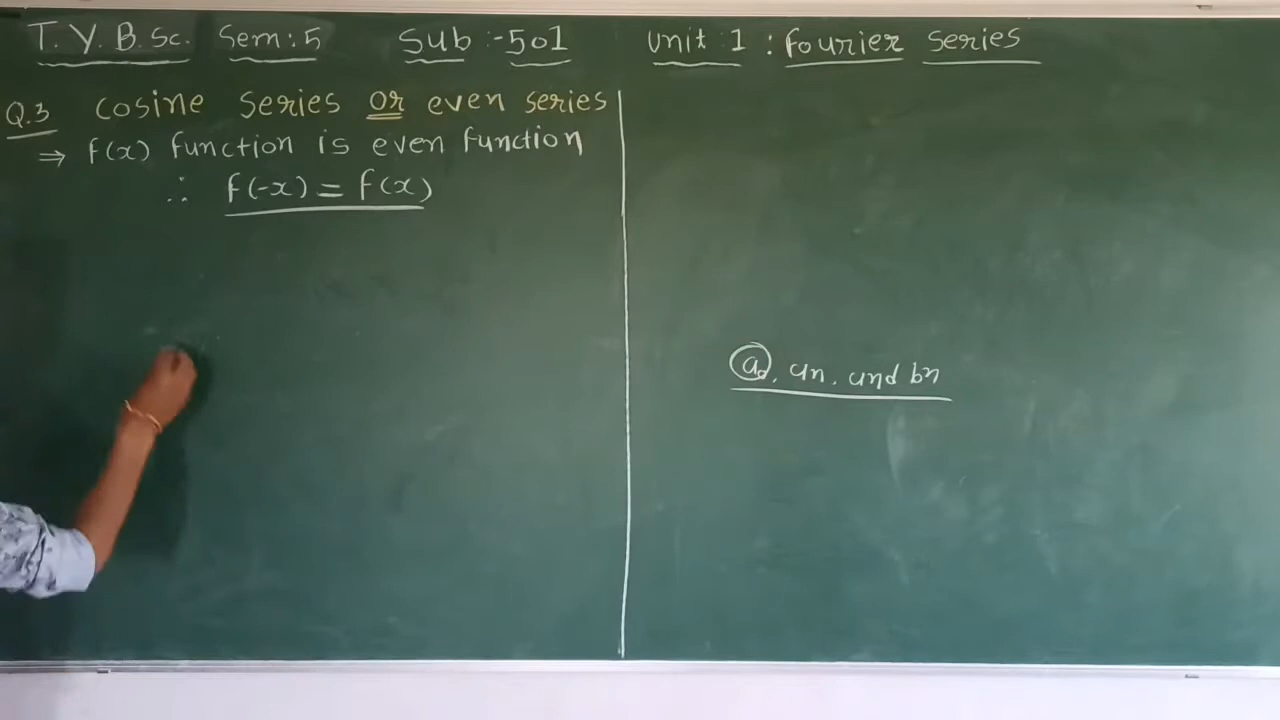 T.Y.B.Sc. Sem:5 Sub:-501 Unit 1 : Fourier series
Q.3 Cosine Series OR even series
⇒ f(x) function is even function
∴ f(-x) = f(x)
a₀, an, and bn